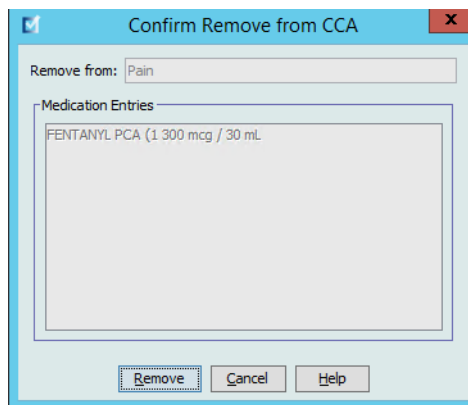 Confirm Remove from CCA
x
Remove from: Pain
Medication Entries
FENTANYL PCA (1 300 mcg / 30 mL
Remove Cancel Help